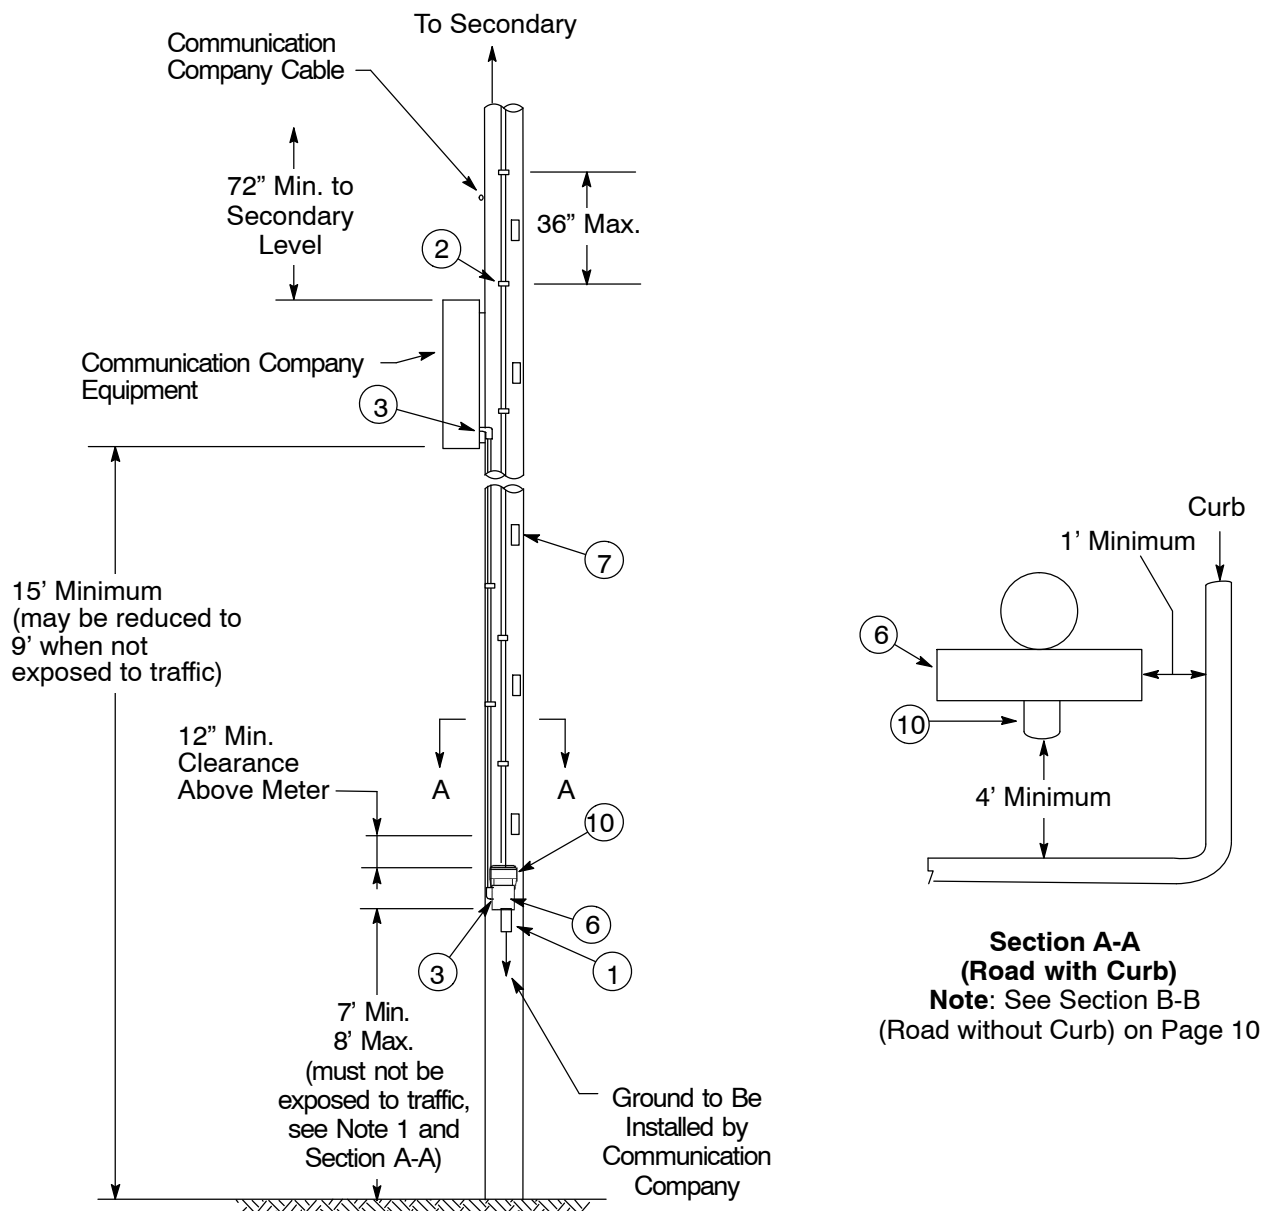 To Secondary
Communication
Company Cable
72” Min. to
Secondary
Level
36” Max.
2
Communication Company
Equipment
3
7
15’ Minimum
(may be reduced to
9’ when not
exposed to traffic)
12” Min.
Clearance
Above Meter
A
A
10
6
3
1
7’ Min.
8’ Max.
(must not be
exposed to traffic,
see Note 1 and
Section A-A)
Ground to Be
Installed by
Communication
Company
Curb
1’ Minimum
6
10
4’ Minimum
Section A-A
(Road with Curb)
Note: See Section B-B
(Road without Curb) on Page 10